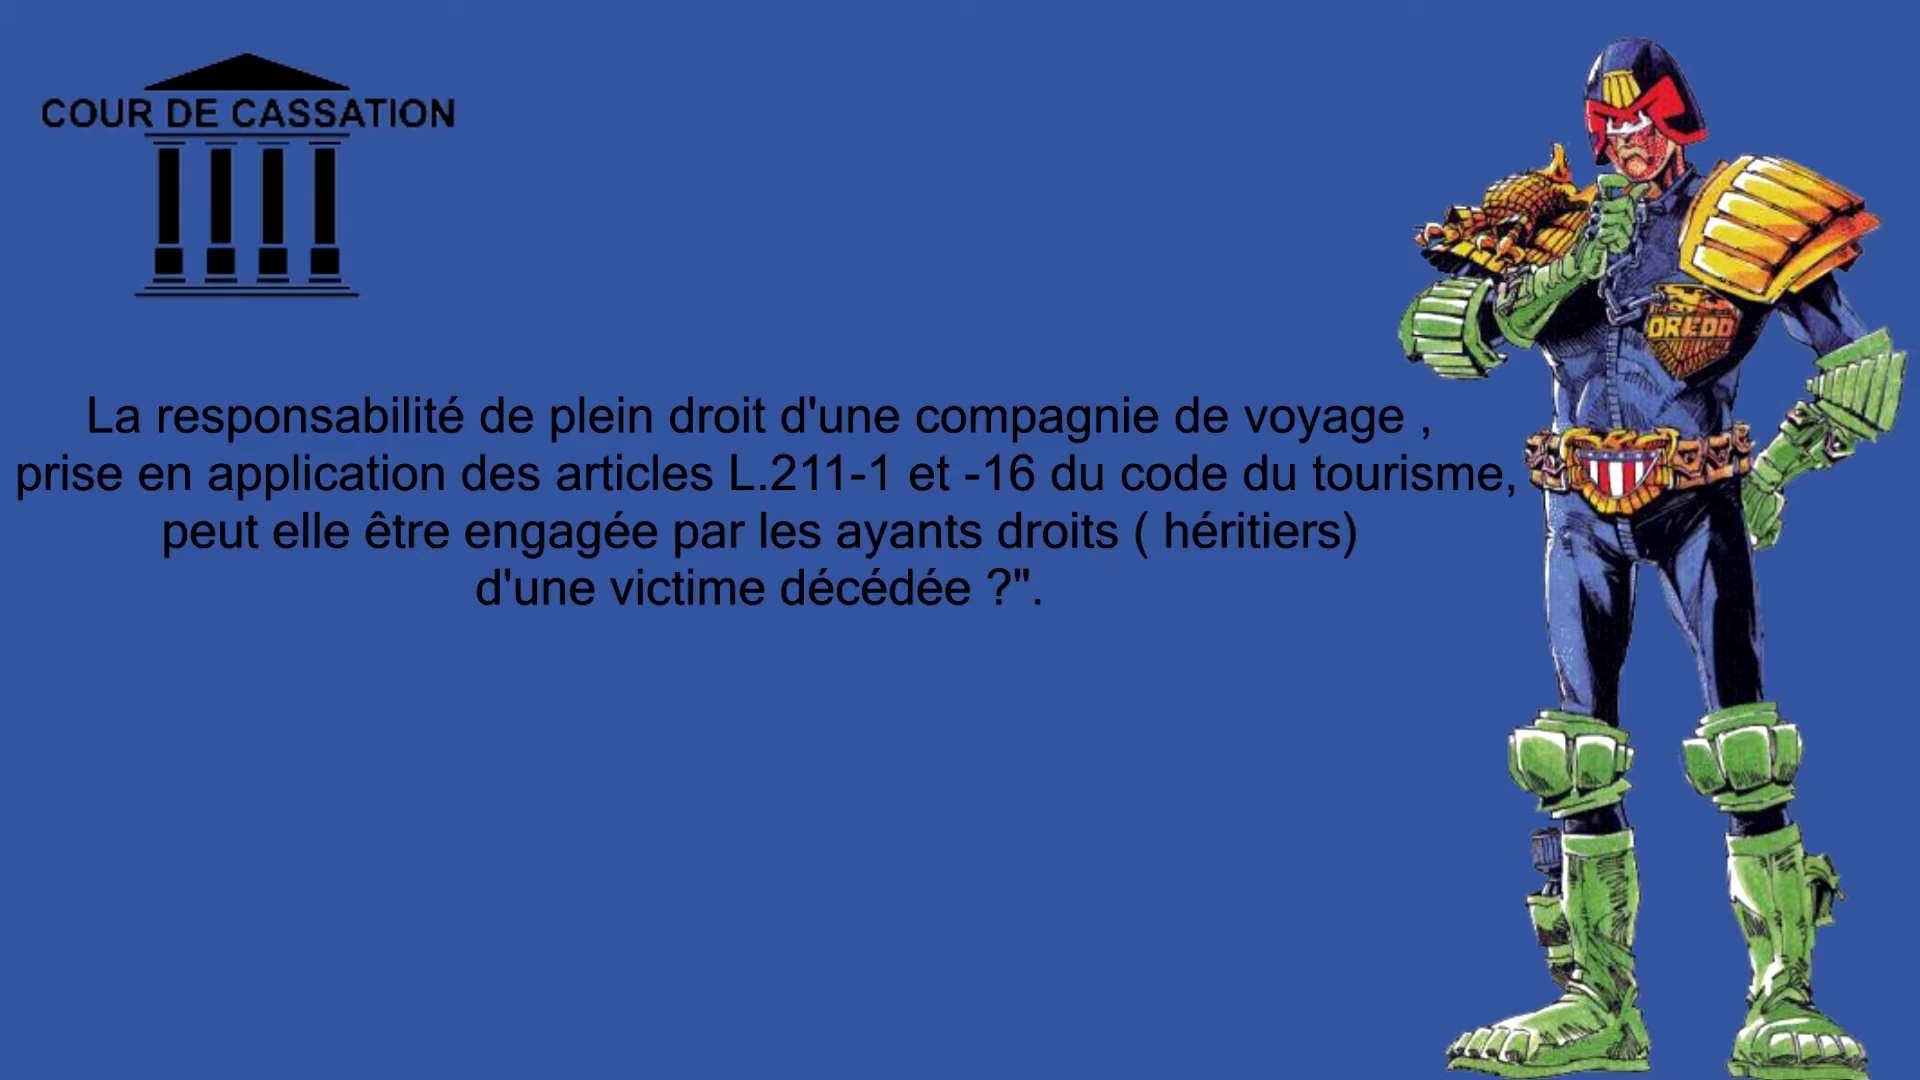 COUR DE CASSATION
DREDD
La responsabilité de plein droit d'une compagnie de voyage ,
prise en application des articles L.211-1 et -16 du code du tourisme,
peut elle être engagée par les ayants droits ( héritiers)
d'une victime décédée ?".